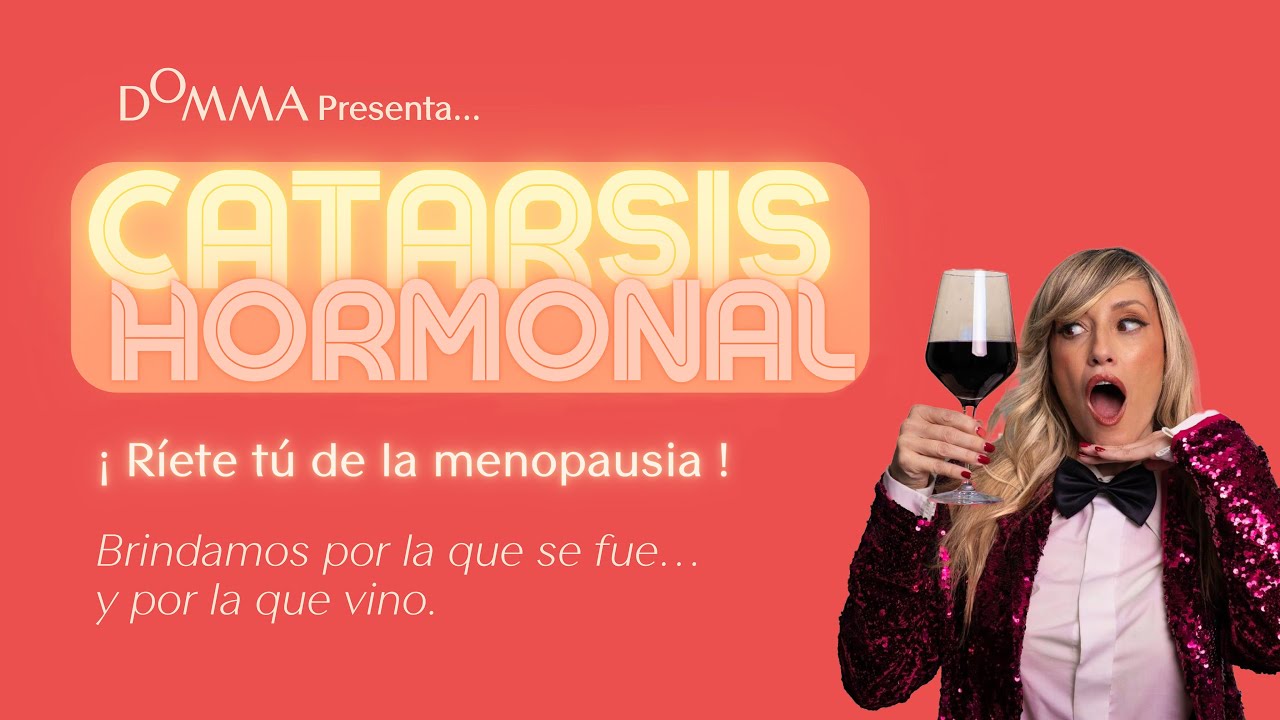 DOMMA Presenta...
CATARSIS
HORMONAL
¡ Ríete tú de la menopausia !
Brindamos por la que se fue...
y por la que vino.